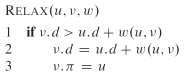 RELAX(u, v, w)
1 if v.d > u.d + w(u, v)
2 v.d = u.d + w(u, v)
3 v.π = u